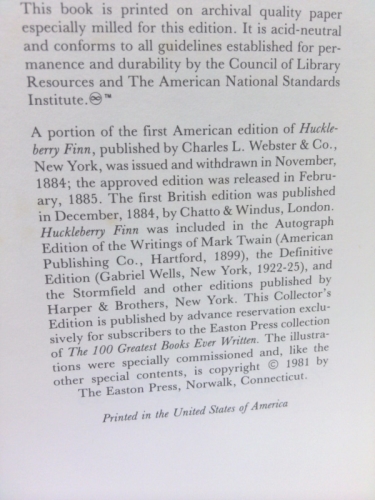 This book is printed on archival quality paper
especially milled for this edition. It is acid-neutral
and conforms to all guidelines established for per-
manence and durability by the Council of Library
Resources and The American National Standards
Institute.♾™
A portion of the first American edition of Huckle-
berry Finn, published by Charles L. Webster & Co.,
New York, was issued and withdrawn in November,
1884; the approved edition was released in Febru-
ary, 1885. The first British edition was published
in December, 1884, by Chatto & Windus, London.
Huckleberry Finn was included in the Autograph
Edition of the Writings of Mark Twain (American
Publishing Co., Hartford, 1899), the Definitive
Edition (Gabriel Wells, New York, 1922-25), and
the Stormfield and other editions published by
Harper & Brothers, New York. This Collector's
Edition is published by advance reservation exclu-
sively for subscribers to the Easton Press collection
of The 100 Greatest Books Ever Written. The illustra-
tions were specially commissioned and, like the
other special contents, is copyright © 1981 by
The Easton Press, Norwalk, Connecticut.
Printed in the United States of America